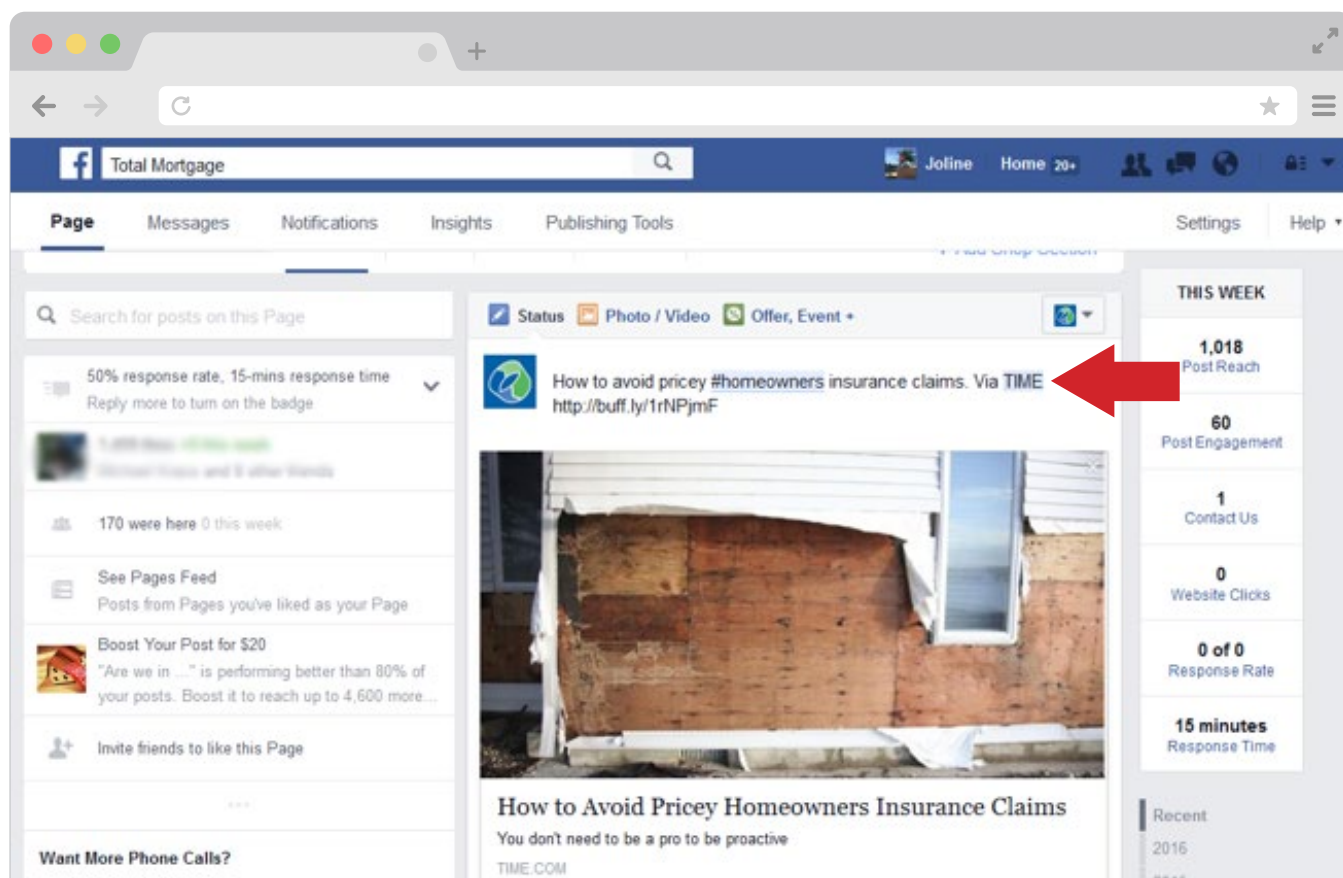 Total Mortgage
Joline Home 20+
Page Messages Notifications Insights Publishing Tools Settings Help
+ Add Shop Section
Search for posts on this Page
50% response rate, 15-mins response time
Reply more to turn on the badge
and 8 other friends
170 were here 0 this week
See Pages Feed
Posts from Pages you've liked as your Page
Boost Your Post for $20
"Are we in ..." is performing better than 80% of
your posts. Boost it to reach up to 4,600 more...
Invite friends to like this Page
...
Want More Phone Calls?
Status Photo / Video Offer, Event +
How to avoid pricey #homeowners insurance claims. Via TIME
http://buff.ly/1rNPjmF
How to Avoid Pricey Homeowners Insurance Claims
You don't need to be a pro to be proactive
TIME.COM
THIS WEEK
1,018
Post Reach
60
Post Engagement
1
Contact Us
0
Website Clicks
0 of 0
Response Rate
15 minutes
Response Time
Recent
2016